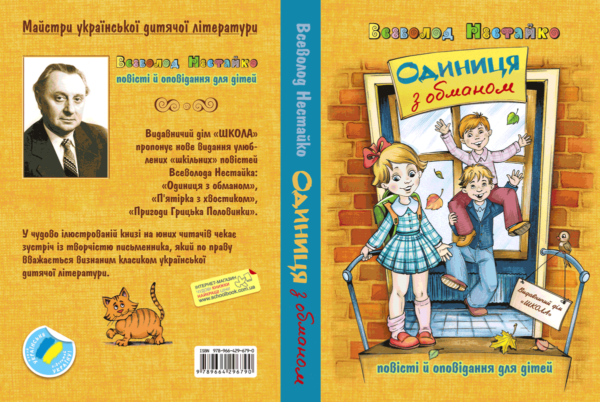 Майстри української дитячої літератури
Всеволод Нестайко
повісті й оповідання для дітей
Видавничий дім «ШКОЛА»
пропонує нове видання улюб-
лених «шкільних» повістей
Всеволода Нестайка:
«Одиниця з обманом»,
«П'ятірка з хвостиком»,
«Пригоди Грицька Половинки».
У чудово ілюстрованій книзі на юних читачів чекає
зустріч із творчістю письменника, який по праву
вважається визнаним класиком української
дитячої літератури.
ІНТЕРНЕТ-МАГАЗИН
www.schoolbook.com.ua
ISBN 978-966-429-679-0
9789664296790
Всеволод Нестайко
Одиниця
з обманом
Всеволод Нестайко
Одиниця
з обманом
Видавничий дім
«ШКОЛА»
повісті й оповідання для дітей